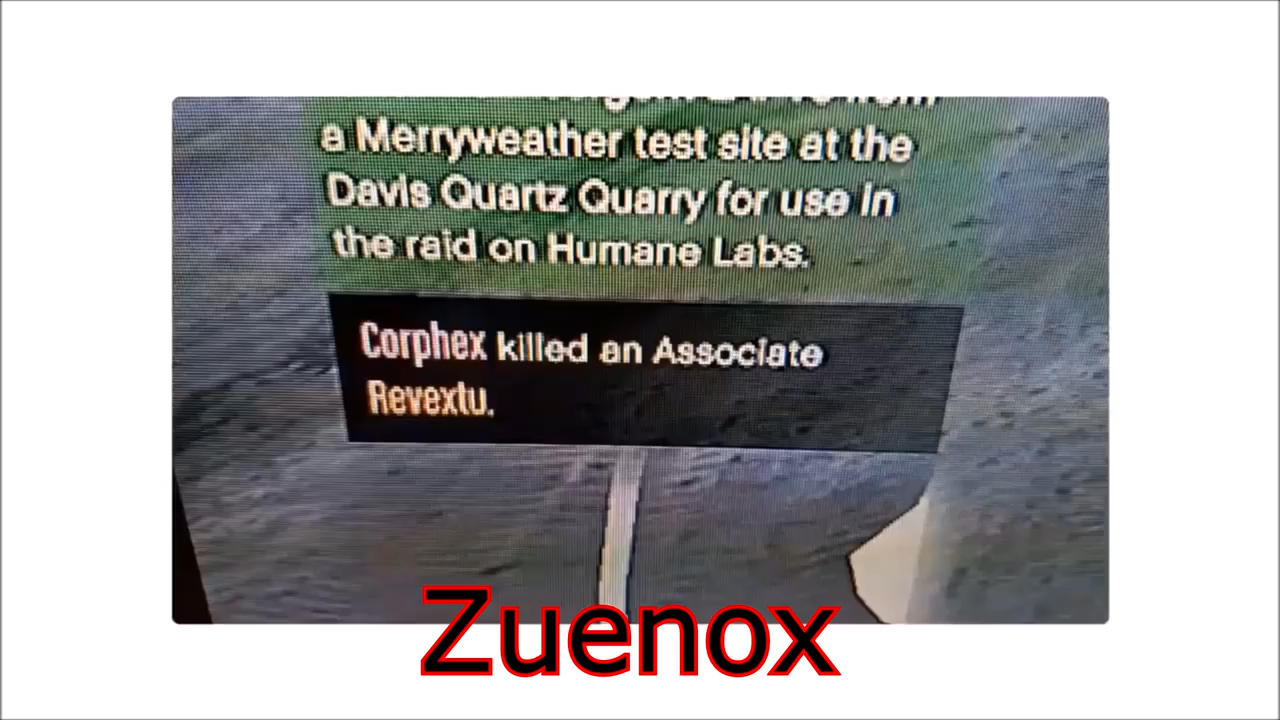 a Merryweather test site at the
Davis Quartz Quarry for use in
the raid on Humane Labs.
Corphex killed an Associate
Revextu.
Zuenox